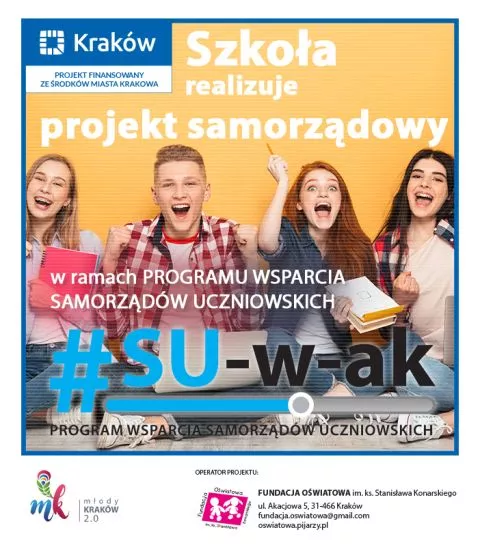 Kraków
PROJEKT FINANSOWANY
ZE ŚRODKÓW MIASTA KRAKOWA
Szkoła
realizuje
projekt samorządowy
w ramach PROGRAMU WSPARCIA
SAMORZĄDÓW UCZNIOWSKICH
#SU-w-ak
PROGRAM WSPARCIA SAMORZĄDÓW UCZNIOWSKICH
OPERATOR PROJEKTU:
mk
młody
KRAKÓW
2.0
Fundacja
Oświatowa
FUNDACJA OŚWIATOWA im. ks. Stanisława Konarskiego
ul. Akacjowa 5, 31-466 Kraków
fundacja.oswiatowa@gmail.com
oswiatowa.pijarzy.pl